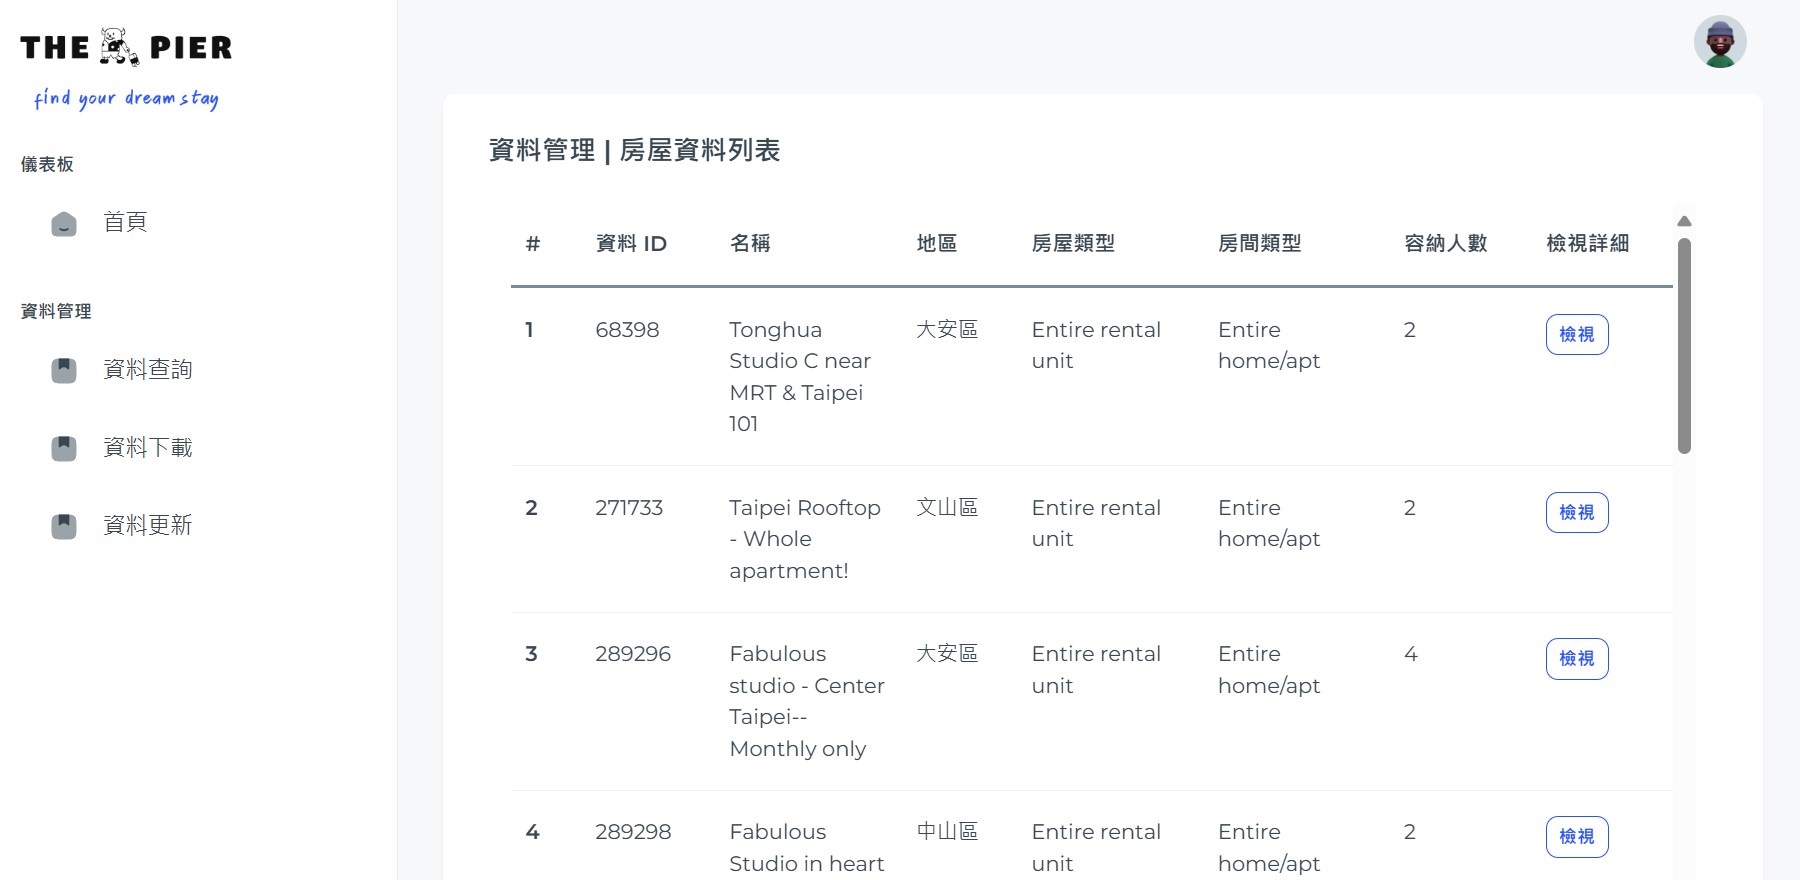 THE PIER
find your dream stay
儀表板
首頁
資料管理
資料查詢
資料下載
資料更新
資料管理 | 房屋資料列表
# 資料 ID 名稱 地區 房屋類型 房間類型 容納人數 檢視詳細
1 68398 Tonghua 大安區 Entire rental Entire 2 檢視
Studio C near unit home/apt
MRT & Taipei
101
2 271733 Taipei Rooftop 文山區 Entire rental Entire 2 檢視
- Whole unit home/apt
apartment!
3 289296 Fabulous 大安區 Entire rental Entire 4 檢視
studio - Center unit home/apt
Taipei--
Monthly only
4 289298 Fabulous 中山區 Entire rental Entire 2 檢視
Studio in heart unit home/apt